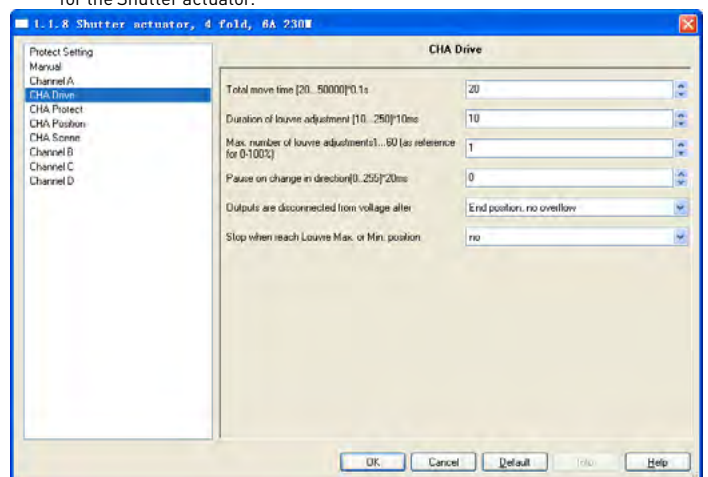 for the Shutter actuator.
1.1.8 Shutter actuator, 4 fold, 6A 230W
Protect Setting
Manual
Channel A
CHA Drive
CHA Protect
CHA Position
CHA Scene
Channel B
Channel C
Channel D
CHA Drive
Total move time [20...50000]*0.1s
20
Duration of louvre adjustment [10...250]*10ms
10
Max. number of louvre adjustments1...60 (as reference
for 0-100%)
1
Pause on change in direction[0..255]*20ms
0
Outputs are disconnected from voltage after
End position, no overflow
Stop when reach Louvre Max. or Min. position
no
OK
Cancel
Default
Info
Help